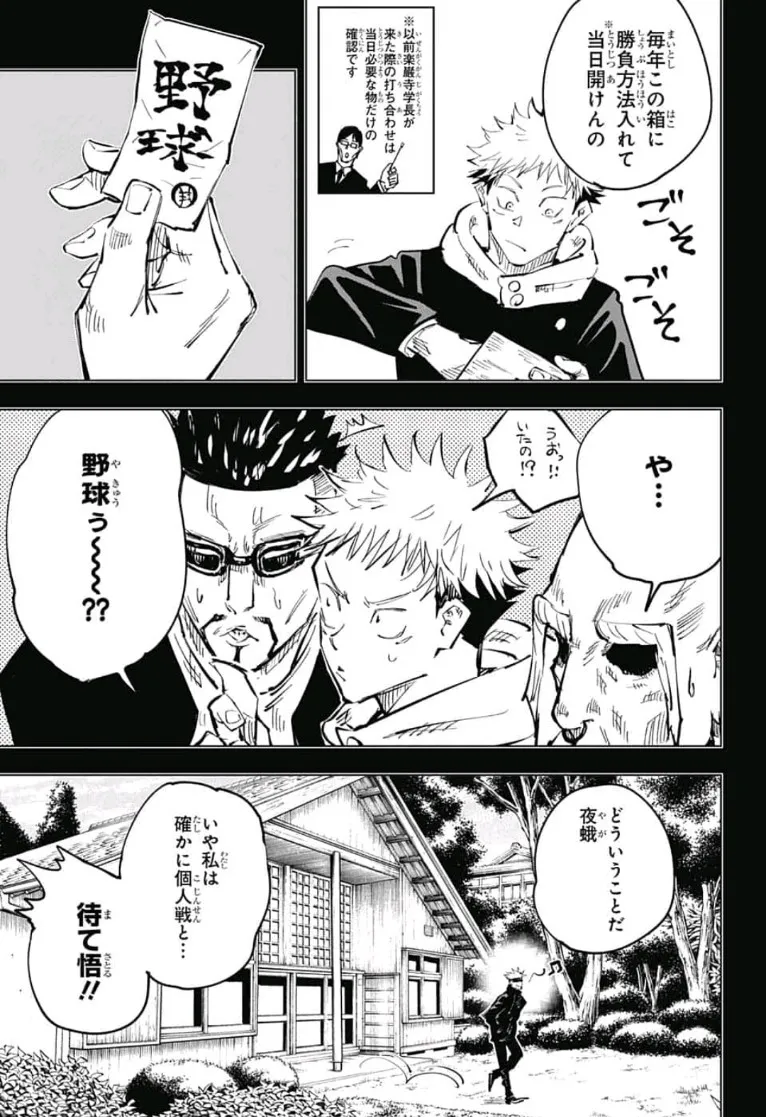 毎年この箱に
勝負方法入れて
※当日開けんの
※以前楽巌寺学長が
来た際の打ち合わせは
当日必要な物だけの
確認です
ごそ
ごそ
野球
や…
うおっ!!
いたの!?
野球ぅ〜〜〜??
どういうことだ
夜蛾
いや私は
確かに個人戦と…
待て悟!!
♪